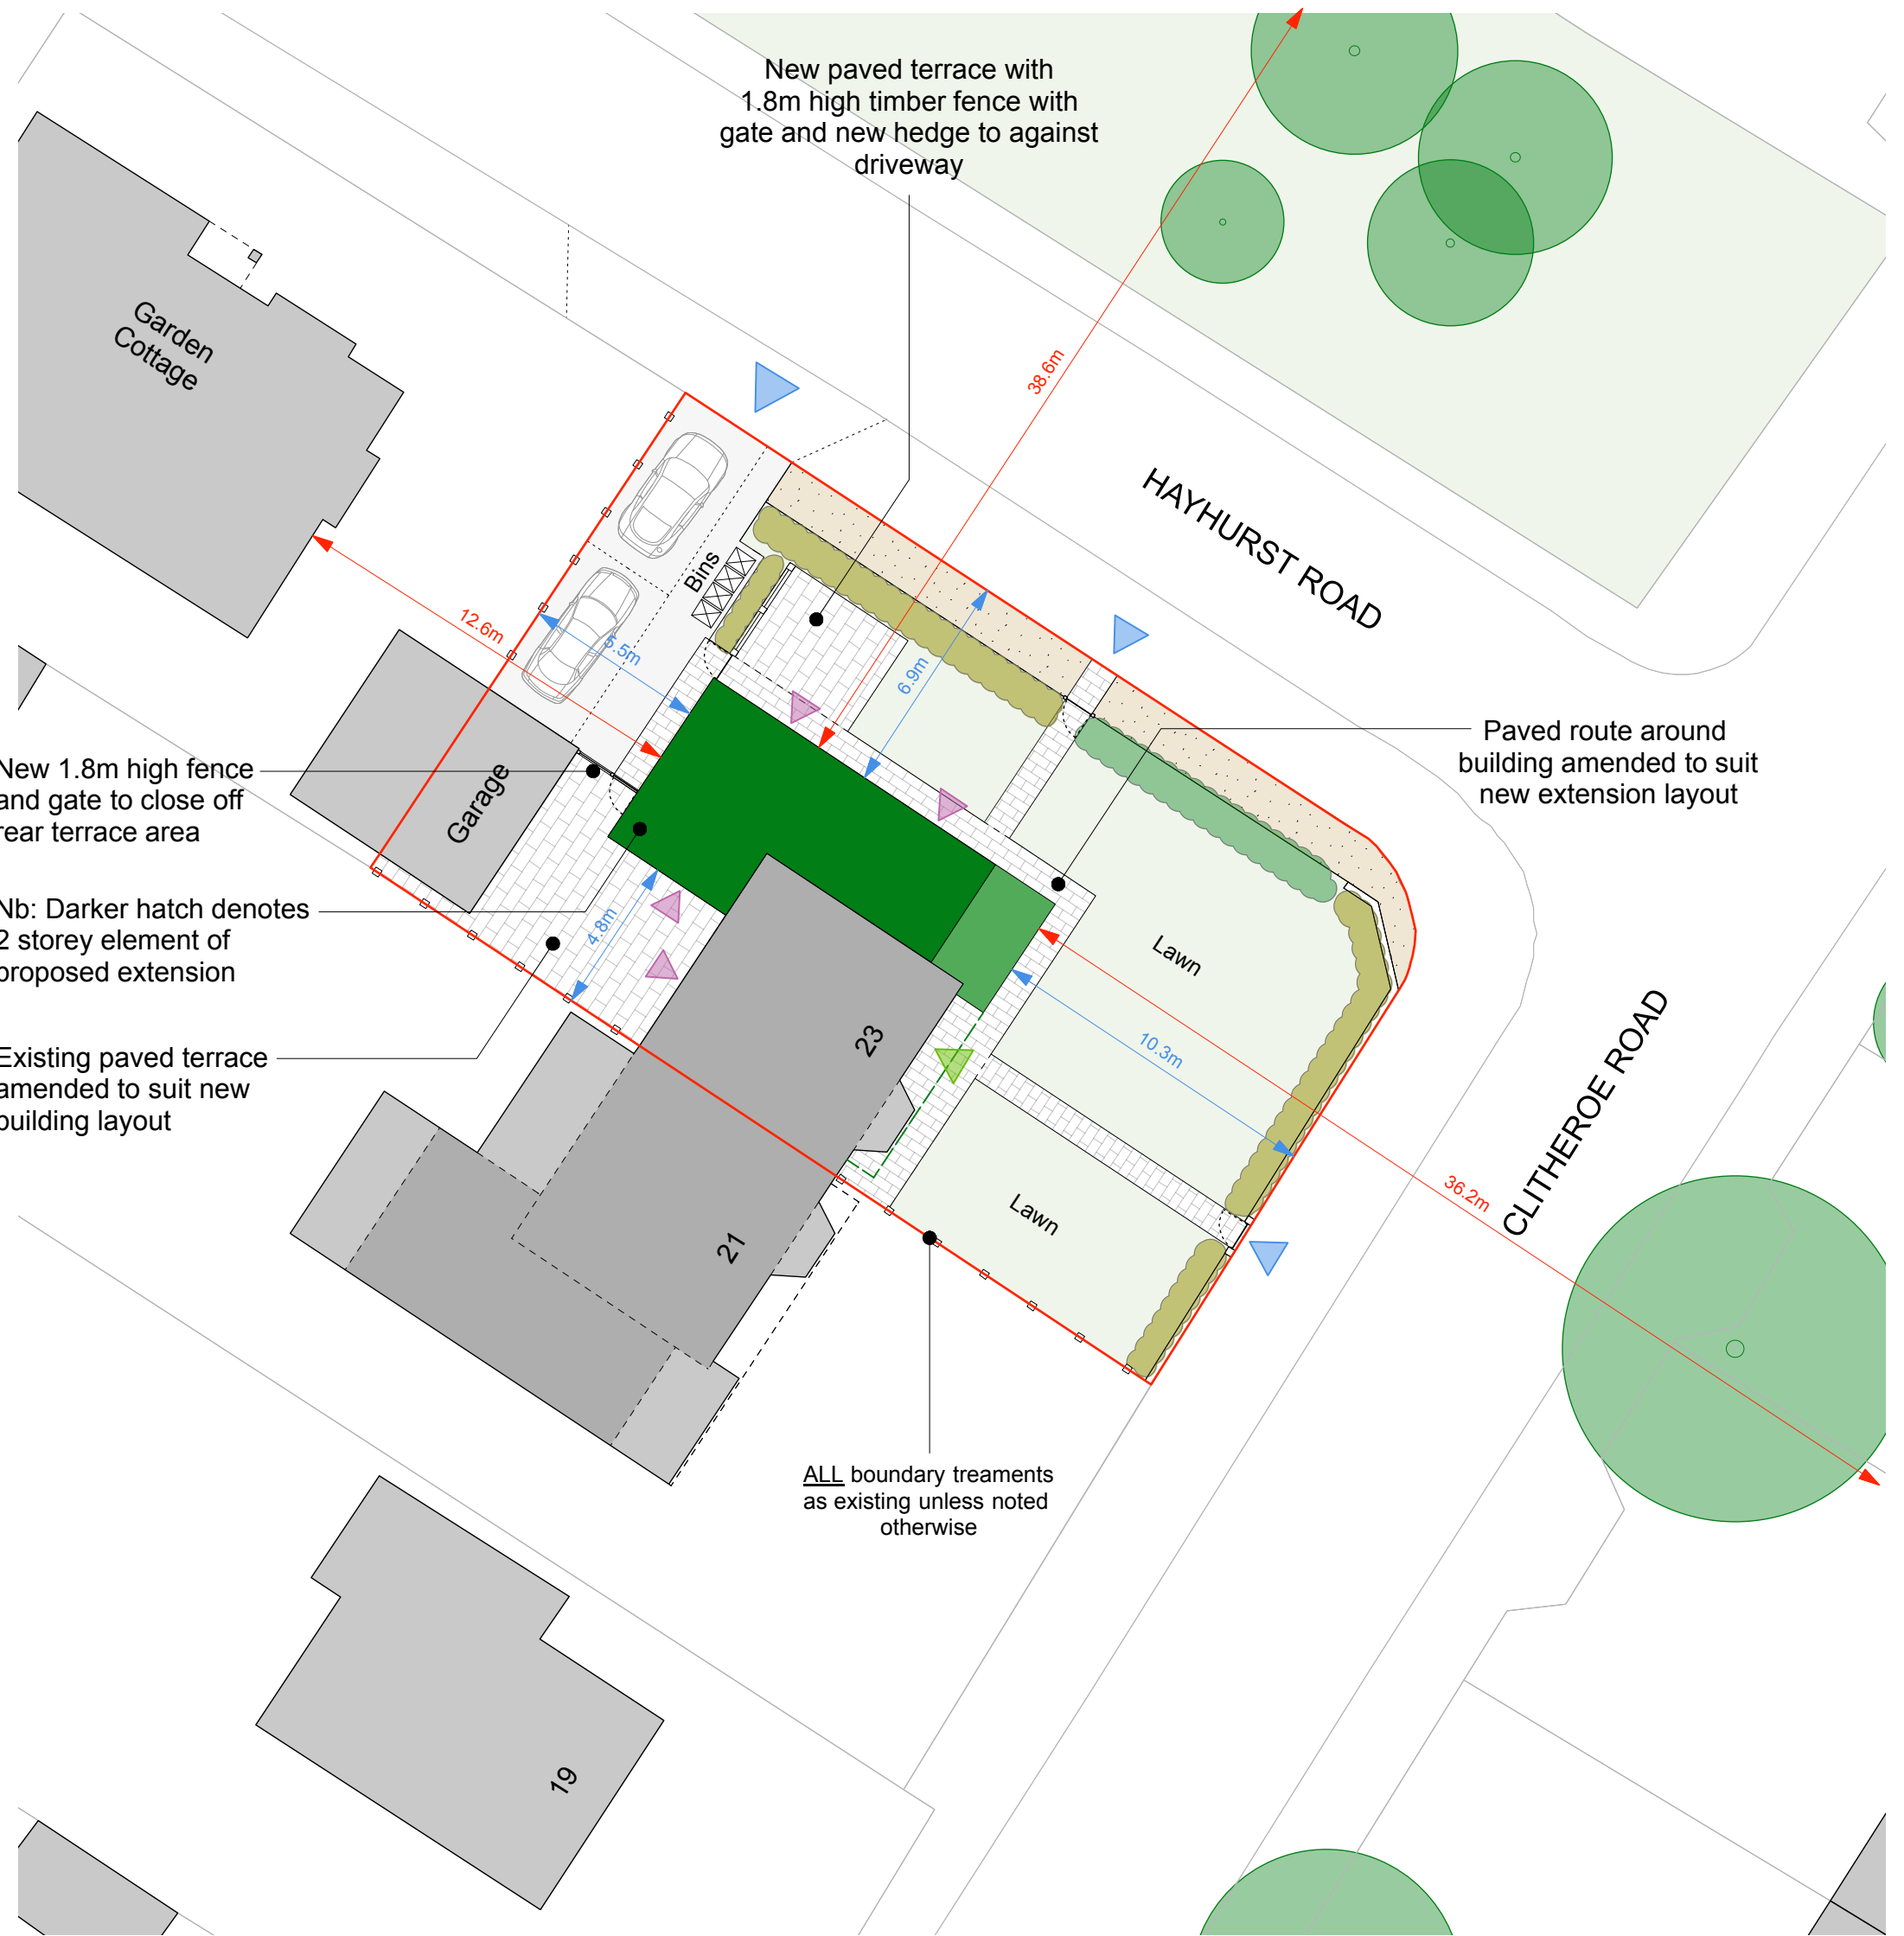 New paved terrace with
1.8m high timber fence with
gate and new hedge to against
driveway
Garden
Cottage
38.6m
HAYHURST ROAD
Bins
12.6m
5.5m
6.9m
Paved route around
building amended to suit
new extension layout
New 1.8m high fence
and gate to close off
rear terrace area
Garage
Nb: Darker hatch denotes
2 storey element of
proposed extension
4.8m
Lawn
23
10.3m
CLITHEROE ROAD
Existing paved terrace
amended to suit new
building layout
36.2m
Lawn
21
ALL boundary treaments
as existing unless noted
otherwise
19